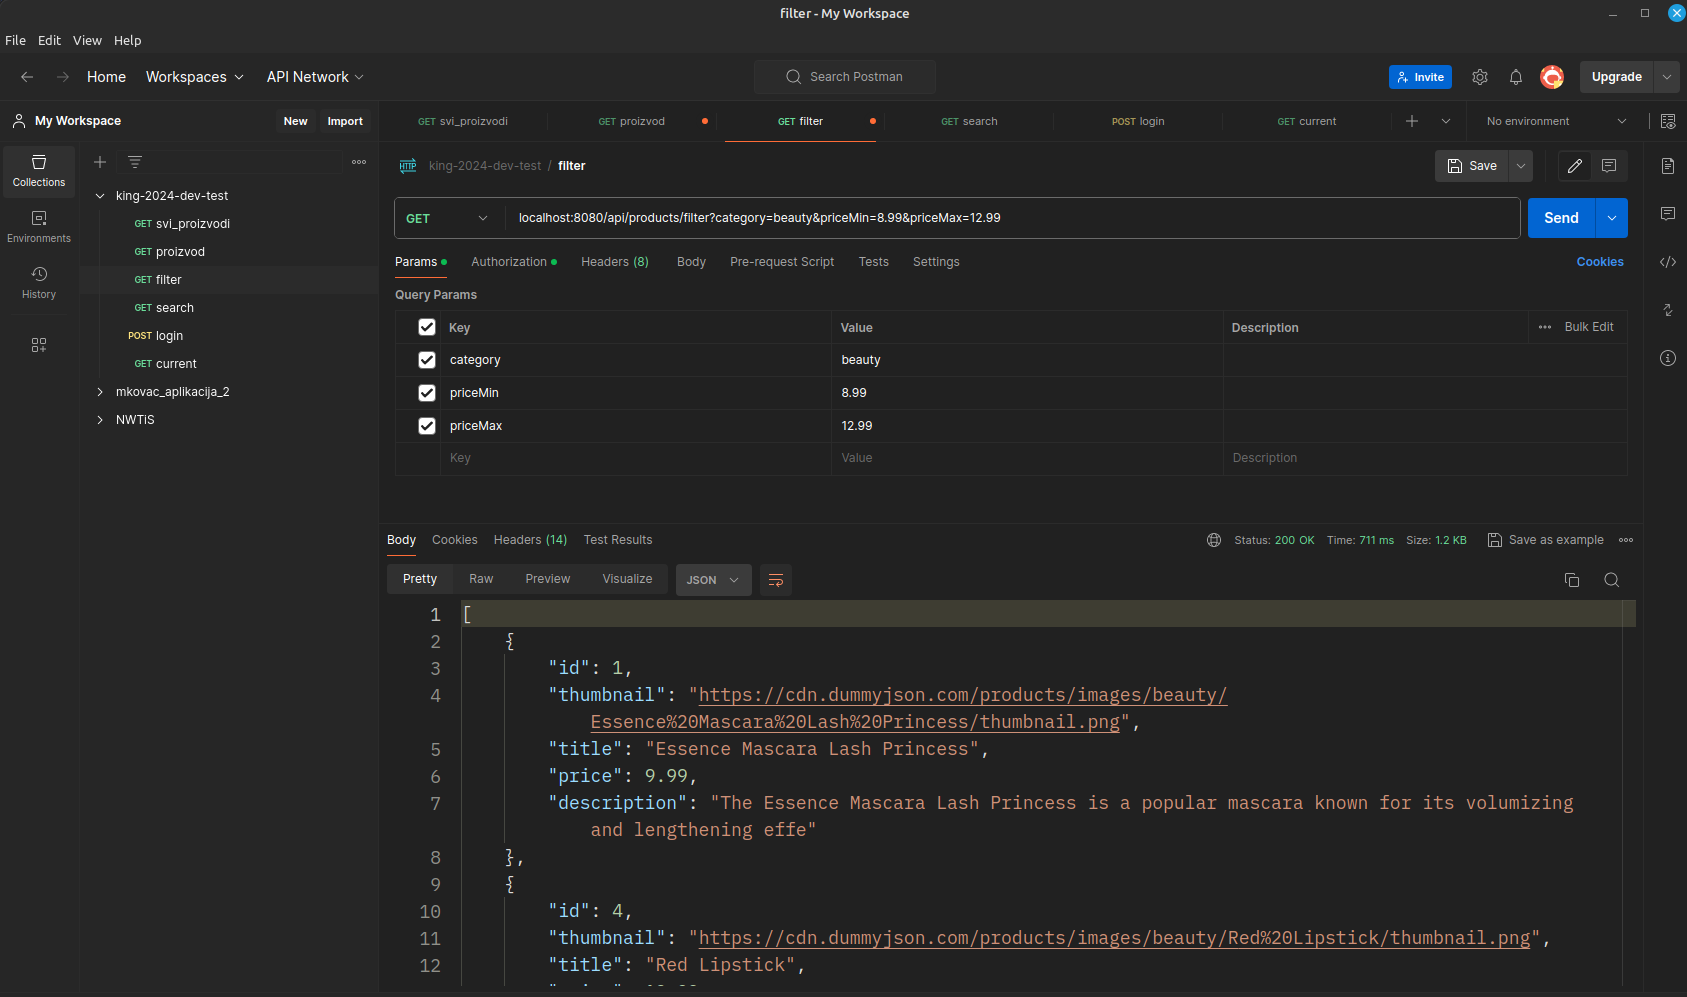 filter - My Workspace
File Edit View Help
Home Workspaces API Network Search Postman Invite Upgrade
My Workspace New Import
GET svi_proizvodi GET proizvod GET filter GET search POST login GET current No environment
Collections
Environments
History
king-2024-dev-test
GET svi_proizvodi
GET proizvod
GET filter
GET search
POST login
GET current
mkovac_aplikacija_2
NWTiS
HTTP king-2024-dev-test / filter Save
GET localhost:8080/api/products/filter?category=beauty&priceMin=8.99&priceMax=12.99 Send
Params Authorization Headers (8) Body Pre-request Script Tests Settings Cookies
Query Params
Key Value Description Bulk Edit
category beauty
priceMin 8.99
priceMax 12.99
Key Value Description
Body Cookies Headers (14) Test Results Status: 200 OK Time: 711 ms Size: 1.2 KB Save as example
Pretty Raw Preview Visualize JSON
1 [
2 {
3 "id": 1,
4 "thumbnail": "https://cdn.dummyjson.com/products/images/beauty/
Essence%20Mascara%20Lash%20Princess/thumbnail.png",
5 "title": "Essence Mascara Lash Princess",
6 "price": 9.99,
7 "description": "The Essence Mascara Lash Princess is a popular mascara known for its volumizing
and lengthening effe"
8 },
9 {
10 "id": 4,
11 "thumbnail": "https://cdn.dummyjson.com/products/images/beauty/Red%20Lipstick/thumbnail.png",
12 "title": "Red Lipstick",